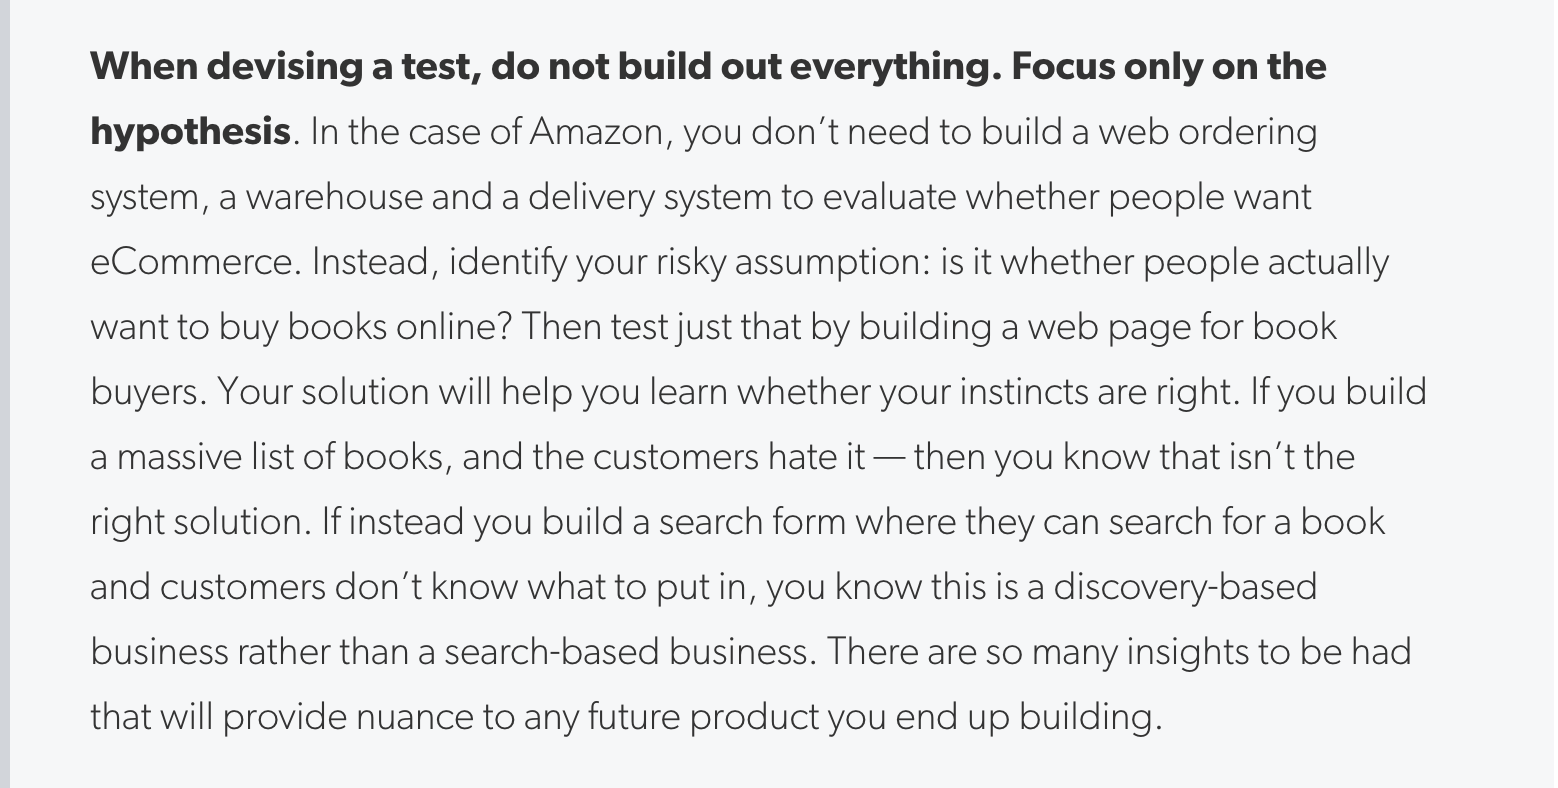 When devising a test, do not build out everything. Focus only on the
hypothesis. In the case of Amazon, you don’t need to build a web ordering
system, a warehouse and a delivery system to evaluate whether people want
eCommerce. Instead, identify your risky assumption: is it whether people actually
want to buy books online? Then test just that by building a web page for book
buyers. Your solution will help you learn whether your instincts are right. If you build
a massive list of books, and the customers hate it — then you know that isn’t the
right solution. If instead you build a search form where they can search for a book
and customers don’t know what to put in, you know this is a discovery-based
business rather than a search-based business. There are so many insights to be had
that will provide nuance to any future product you end up building.